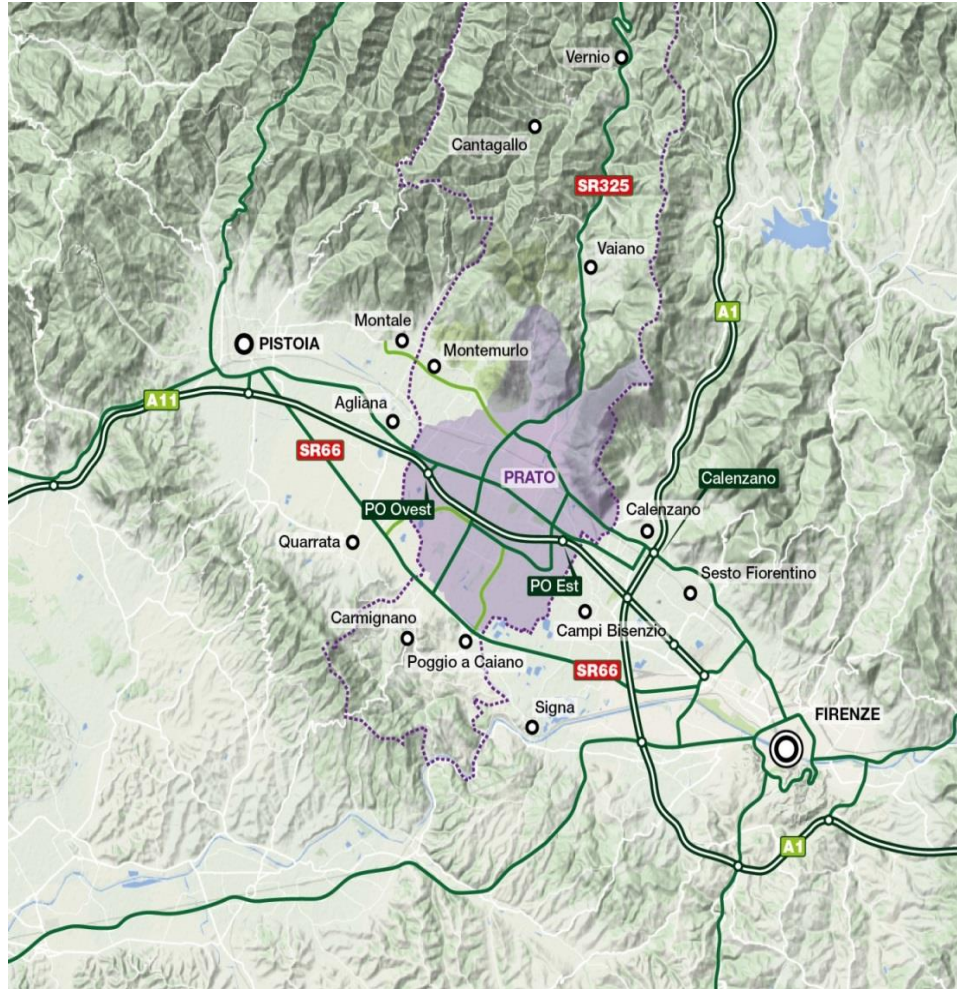 Vernio
Cantagallo
SR325
Vaiano
A1
Montale
PISTOIA
Montemurlo
A11
Agliana
SR66
PRATO
Calenzano
PO Ovest
Calenzano
Quarrata
Sesto Fiorentino
PO Est
Carmignano
Campi Bisenzio
Poggio a Caiano
SR66
Signa
FIRENZE
A1